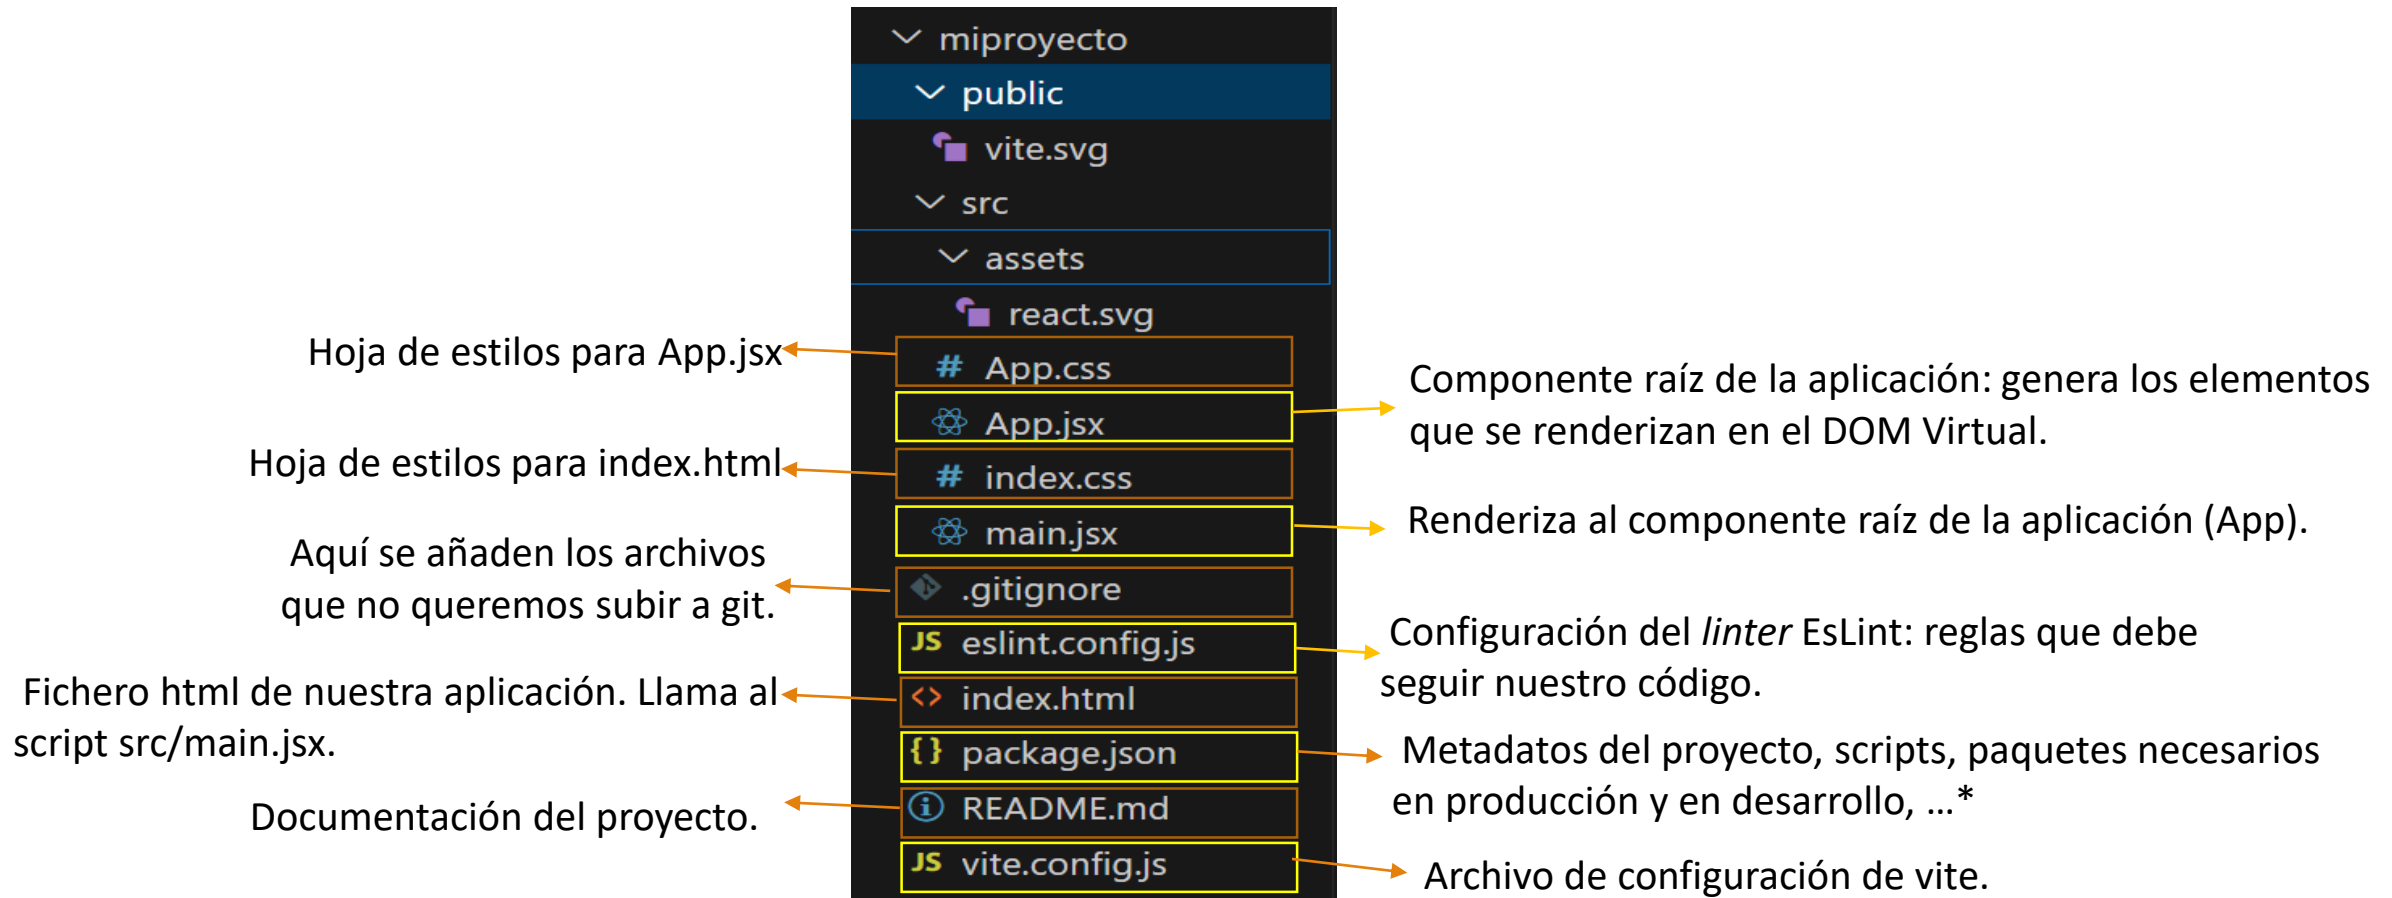 miproyecto
public
vite.svg
src
assets
react.svg
App.css
App.jsx
index.css
main.jsx
.gitignore
JS eslint.config.js
<> index.html
{} package.json
README.md
JS vite.config.js
Hoja de estilos para App.jsx
Hoja de estilos para index.html
Aquí se añaden los archivos
que no queremos subir a git.
Fichero html de nuestra aplicación. Llama al
script src/main.jsx.
Documentación del proyecto.
Componente raíz de la aplicación: genera los elementos
que se renderizan en el DOM Virtual.
Renderiza al componente raíz de la aplicación (App).
Configuración del linter EsLint: reglas que debe
seguir nuestro código.
Metadatos del proyecto, scripts, paquetes necesarios
en producción y en desarrollo, …*
Archivo de configuración de vite.